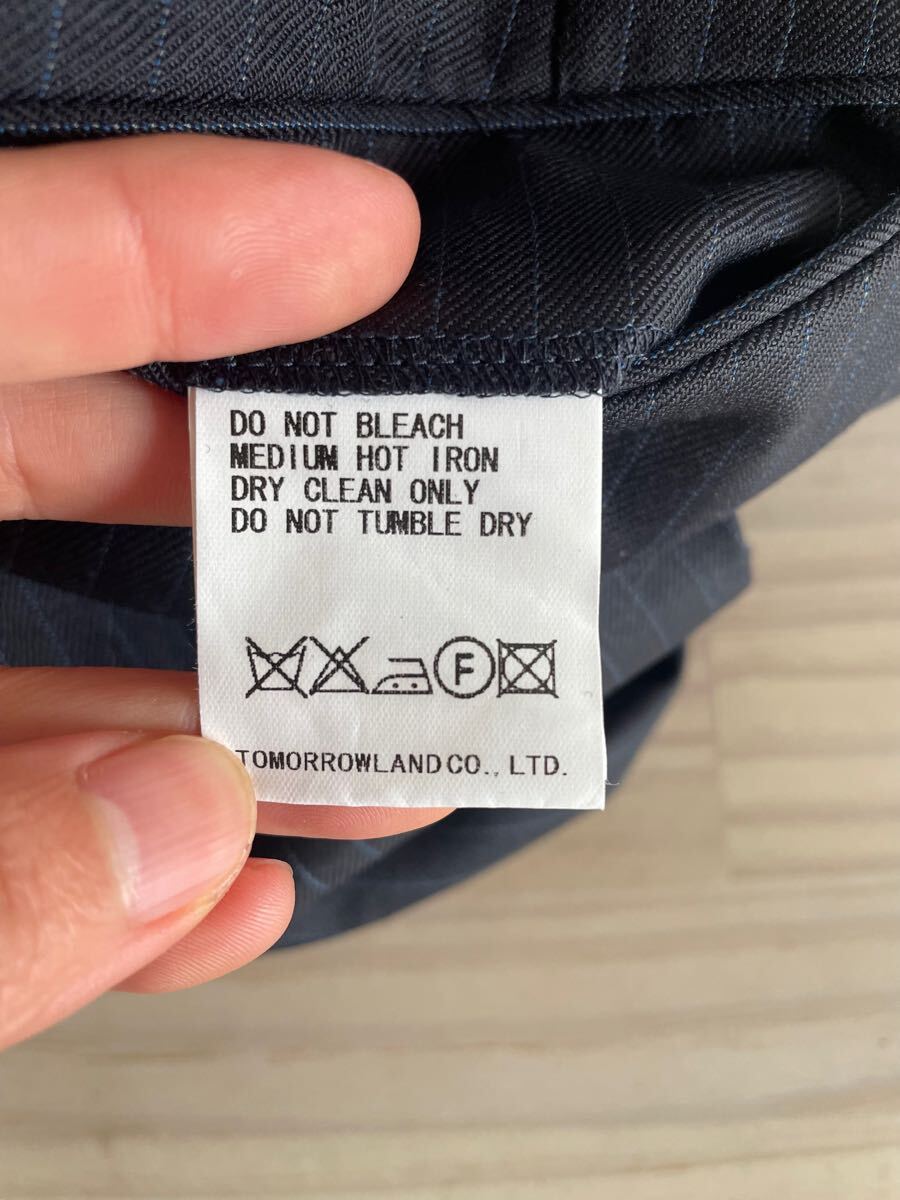 DO NOT BLEACH
MEDIUM HOT IRON
DRY CLEAN ONLY
DO NOT TUMBLE DRY
F
TOMORROWLAND CO., LTD.